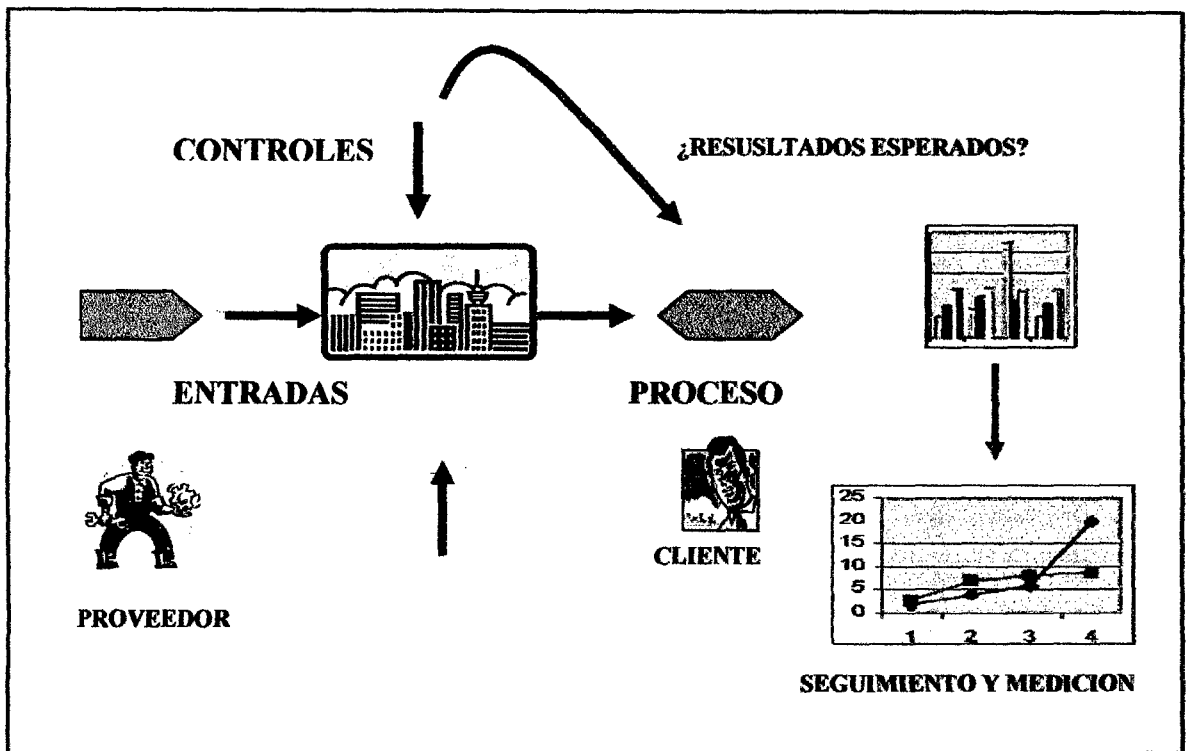 CONTROLES
¿RESUSLTADOS ESPERADOS?
ENTRADAS
PROCESO
PROVEEDOR
CLIENTE
25
20
15
10
5
0
1 2 3 4
SEGUIMIENTO Y MEDICION